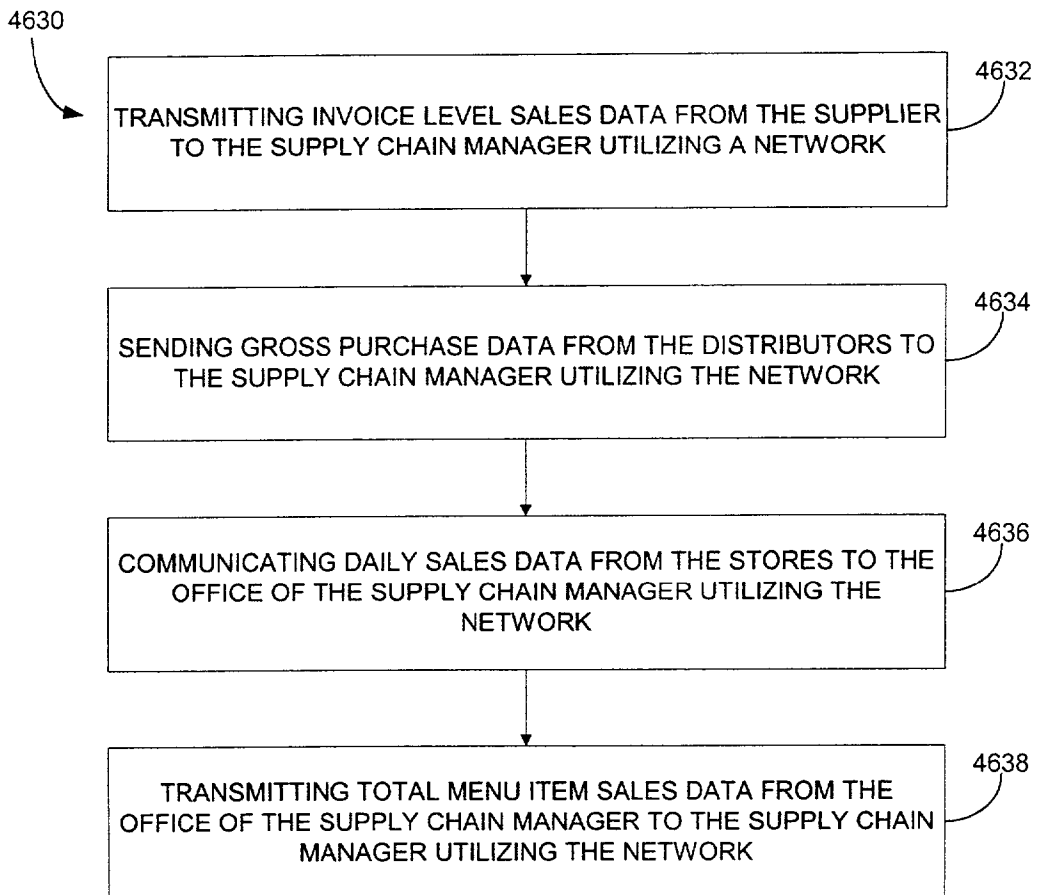 4630
4632
TRANSMITTING INVOICE LEVEL SALES DATA FROM THE SUPPLIER
TO THE SUPPLY CHAIN MANAGER UTILIZING A NETWORK
4634
SENDING GROSS PURCHASE DATA FROM THE DISTRIBUTORS TO
THE SUPPLY CHAIN MANAGER UTILIZING THE NETWORK
4636
COMMUNICATING DAILY SALES DATA FROM THE STORES TO THE
OFFICE OF THE SUPPLY CHAIN MANAGER UTILIZING THE
NETWORK
4638
TRANSMITTING TOTAL MENU ITEM SALES DATA FROM THE
OFFICE OF THE SUPPLY CHAIN MANAGER TO THE SUPPLY CHAIN
MANAGER UTILIZING THE NETWORK